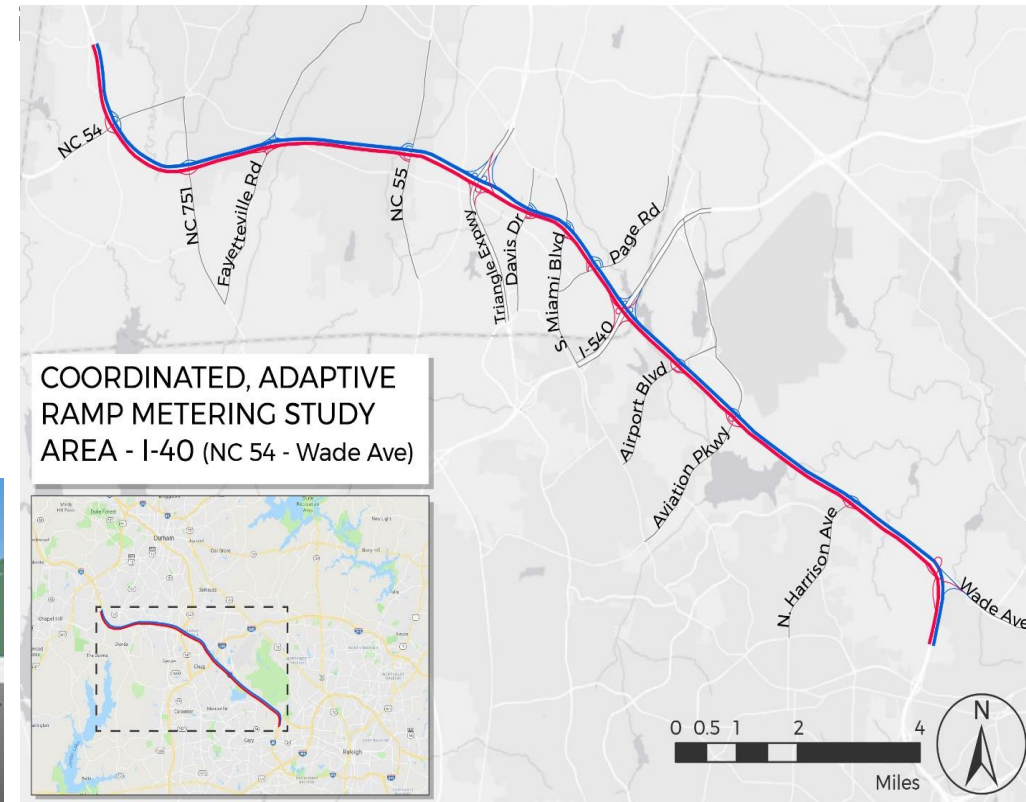 NC 54
NC 751
Fayetteville Rd
NC 55
Triangle Expwy
Davis Dr
S. Miami Blvd
Page Rd
I-540
Airport Blvd
Aviation Pkwy
N. Harrison Ave
Wade Ave
COORDINATED, ADAPTIVE
RAMP METERING STUDY
AREA - I-40 (NC 54 - Wade Ave)
Durham
Chapel Hill
Cary
Raleigh
0 0.5 1 2 4
Miles
N